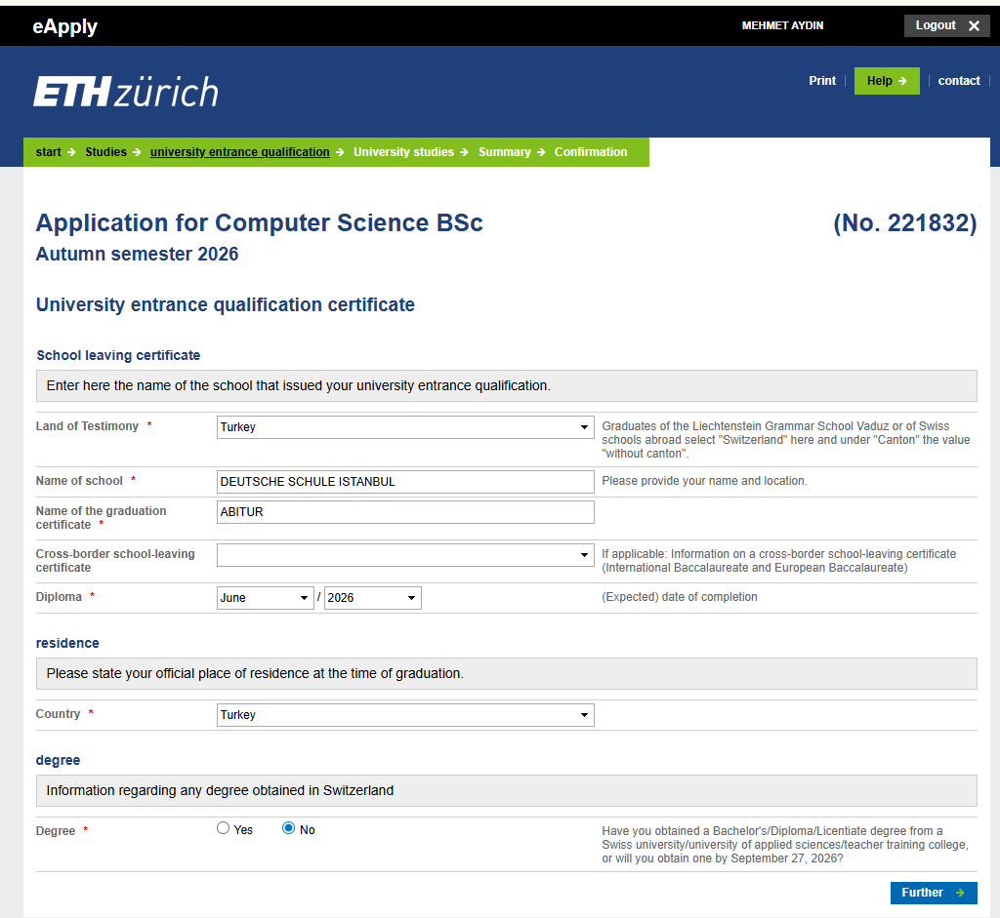 eApply
MEHMET AYDIN
Logout
ETH zürich
Print
Help
contact
start
Studies
university entrance qualification
University studies
Summary
Confirmation
Application for Computer Science BSc
(No. 221832)
Autumn semester 2026
University entrance qualification certificate
School leaving certificate
Enter here the name of the school that issued your university entrance qualification.
Land of Testimony *
Turkey
Graduates of the Liechtenstein Grammar School Vaduz or of Swiss
schools abroad select "Switzerland" here and under "Canton" the value
"without canton".
Name of school *
DEUTSCHE SCHULE ISTANBUL
Please provide your name and location.
Name of the graduation
certificate *
ABITUR
Cross-border school-leaving
certificate
If applicable: Information on a cross-border school-leaving certificate
(International Baccalaureate and European Baccalaureate)
Diploma *
June / 2026
(Expected) date of completion
residence
Please state your official place of residence at the time of graduation.
Country *
Turkey
degree
Information regarding any degree obtained in Switzerland
Degree *
Yes
No
Have you obtained a Bachelor's/Diploma/Licentiate degree from a
Swiss university/university of applied sciences/teacher training college,
or will you obtain one by September 27, 2026?
Further